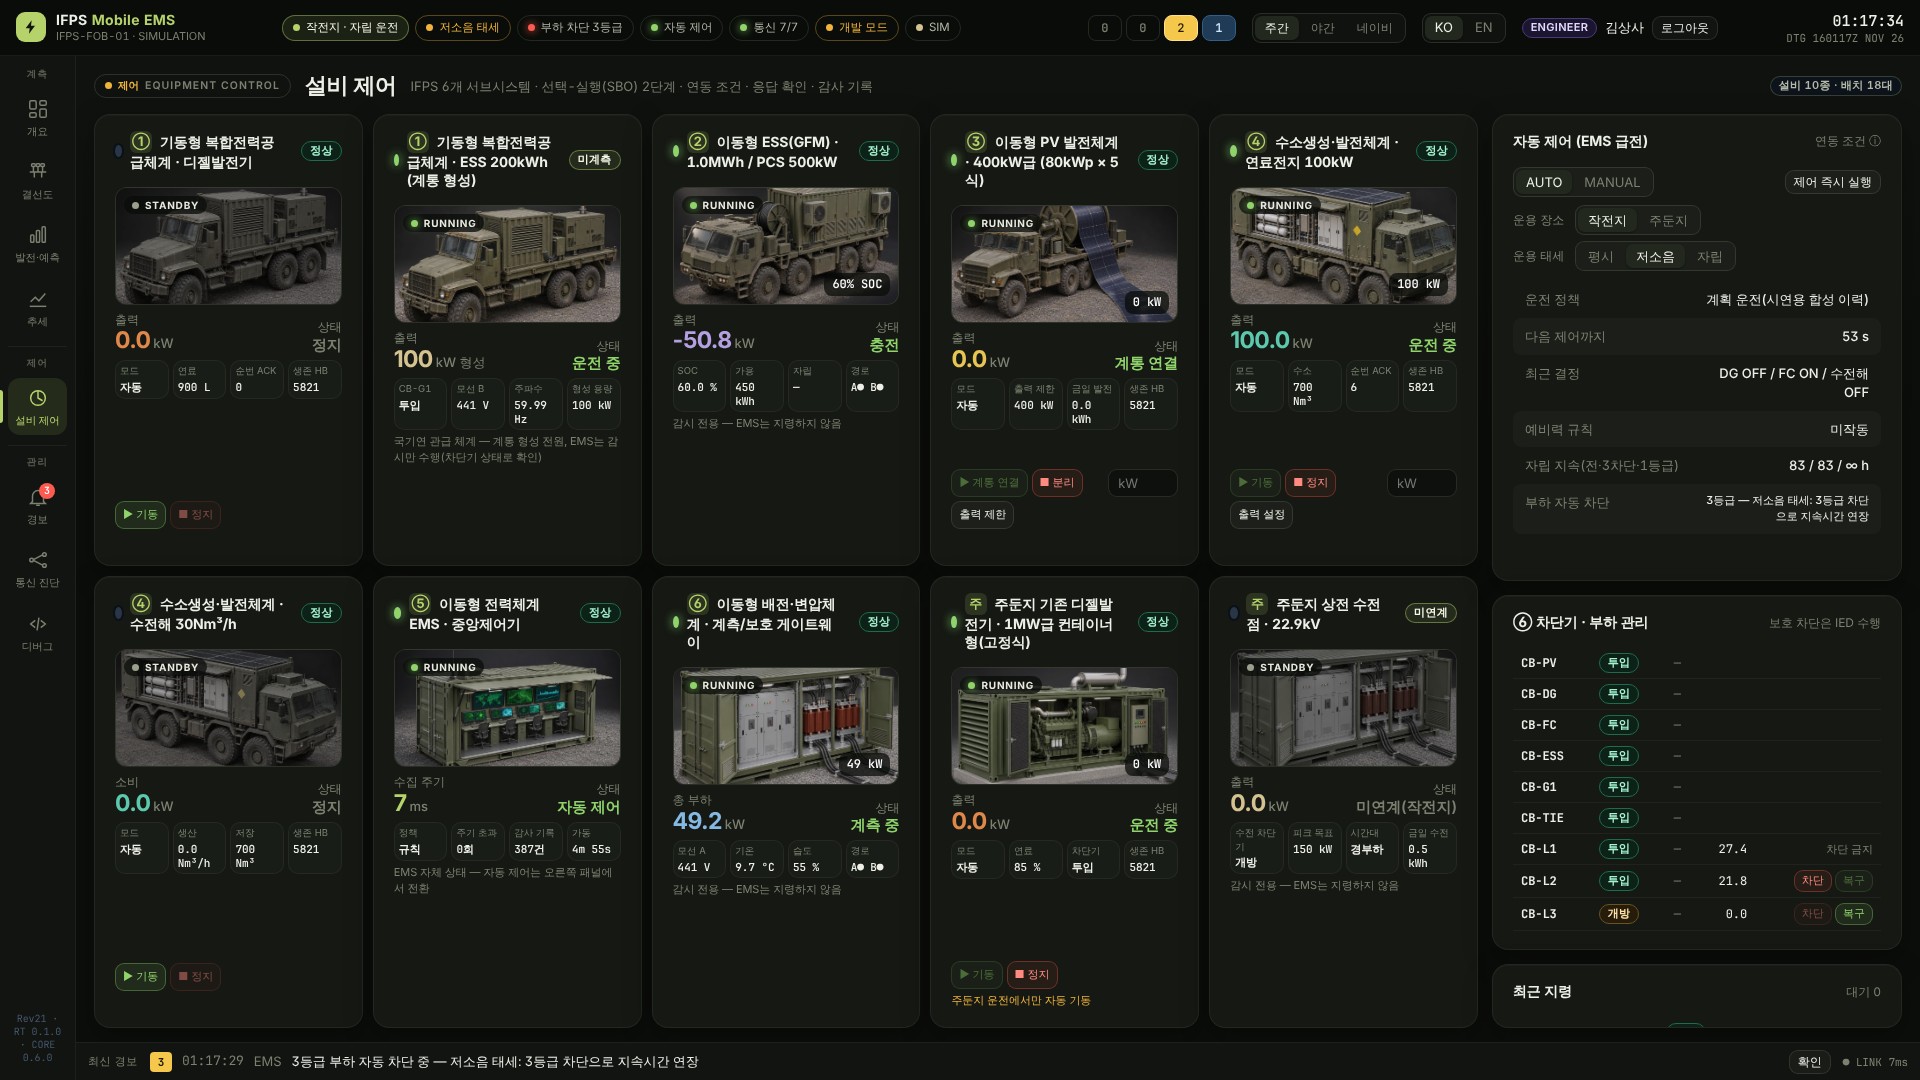 IFPS Mobile EMS
IFPS-FOB-01 · SIMULATION
작전지 · 자립 운전
저소음 태세
부하 차단 3등급
자동 제어
통신 7/7
개발 모드
SIM
0 0 2 1
주간 야간 네이비
KO EN
ENGINEER 김상사 로그아웃
01:17:34
DTG 160117Z NOV 26
계측
개요
결선도
발전·예측
추세
제어
설비 제어
관리
3
경보
통신 진단
디버그
Rev21 ·
RT 0.1.0
· CORE
0.6.0
제어 EQUIPMENT CONTROL
설비 제어
IFPS 6개 서브시스템 · 선택-실행(SBO) 2단계 · 연동 조건 · 응답 확인 · 감사 기록
설비 10종 · 배치 18대
① 기동형 복합전력공
급체계 · 디젤발전기
정상
STANDBY
출력
0.0 kW
상태
정지
모드
자동
연료
900 L
순번 ACK
0
생존 HB
5821
▶ 기동
■ 정지
① 기동형 복합전력공
급체계 · ESS 200kWh
(계통 형성)
미계측
RUNNING
출력
100 kW 형성
상태
운전 중
CB-G1
투입
모선 B
441 V
주파수
59.99
Hz
형성 용량
100 kW
국기연 관급 체계 — 계통 형성 전원, EMS는 감
시만 수행(차단기 상태로 확인)
② 이동형 ESS(GFM) ·
1.0MWh / PCS 500kW
정상
RUNNING
60% SOC
출력
-50.8 kW
상태
충전
SOC
60.0 %
가용
450
kWh
자립
—
경로
A● B●
감시 전용 — EMS는 지령하지 않음
③ 이동형 PV 발전체계
· 400kW급 (80kWp × 5
식)
정상
RUNNING
0 kW
출력
0.0 kW
상태
계통 연결
모드
자동
출력 제한
400 kW
금일 발전
0.0
kWh
생존 HB
5821
▶ 계통 연결
■ 분리
kW
출력 제한
④ 수소생성·발전체계 ·
연료전지 100kW
정상
RUNNING
100 kW
출력
100.0 kW
상태
운전 중
모드
자동
수소
700
Nm³
순번 ACK
6
생존 HB
5821
▶ 기동
■ 정지
kW
출력 설정
④ 수소생성·발전체계 ·
수전해 30Nm³/h
정상
STANDBY
소비
0.0 kW
상태
정지
모드
자동
생산
0.0
Nm³/h
저장
700
Nm³
생존 HB
5821
▶ 기동
■ 정지
⑤ 이동형 전력체계
EMS · 중앙제어기
정상
RUNNING
수집 주기
7 ms
상태
자동 제어
정책
규칙
주기 초과
0회
감사 기록
387건
가동
4m 55s
EMS 자체 상태 — 자동 제어는 오른쪽 패널에
서 전환
⑥ 이동형 배전·변압체
계 · 계측/보호 게이트웨
이
정상
RUNNING
49 kW
총 부하
49.2 kW
상태
계측 중
모선 A
441 V
기온
9.7 °C
습도
55 %
경로
A● B●
감시 전용 — EMS는 지령하지 않음
주 주둔지 기존 디젤발
전기 · 1MW급 컨테이너
형(고정식)
정상
RUNNING
0 kW
출력
0.0 kW
상태
운전 중
모드
자동
연료
85 %
차단기
투입
생존 HB
5821
▶ 기동
■ 정지
주둔지 운전에서만 자동 기동
주 주둔지 상전 수전
점 · 22.9kV
미연계
STANDBY
출력
0.0 kW
상태
미연계(작전지)
수전 차단
기
개방
피크 목표
150 kW
시간대
경부하
금일 수전
0.5
kWh
감시 전용 — EMS는 지령하지 않음
자동 제어 (EMS 급전)
연동 조건 ⓘ
AUTO MANUAL
제어 즉시 실행
운용 장소 작전지 주둔지
운용 태세 평시 저소음 자립
운전 정책 계획 운전(시연용 합성 이력)
다음 제어까지 53 s
최근 결정 DG OFF / FC ON / 수전해
OFF
예비력 규칙 미작동
자립 지속(전·3차단·1등급) 83 / 83 / ∞ h
부하 자동 차단 3등급 — 저소음 태세: 3등급 차단
으로 지속시간 연장
⑥ 차단기 · 부하 관리
보호 차단은 IED 수행
CB-PV 투입 —
CB-DG 투입 —
CB-FC 투입 —
CB-ESS 투입 —
CB-G1 투입 —
CB-TIE 투입 —
CB-L1 투입 — 27.4 차단 금지
CB-L2 투입 — 21.8 차단 복구
CB-L3 개방 — 0.0 차단 복구
최근 지령
대기 0
최신 경보 3 01:17:29 EMS 3등급 부하 자동 차단 중 — 저소음 태세: 3등급 차단으로 지속시간 연장
확인
LINK 7ms